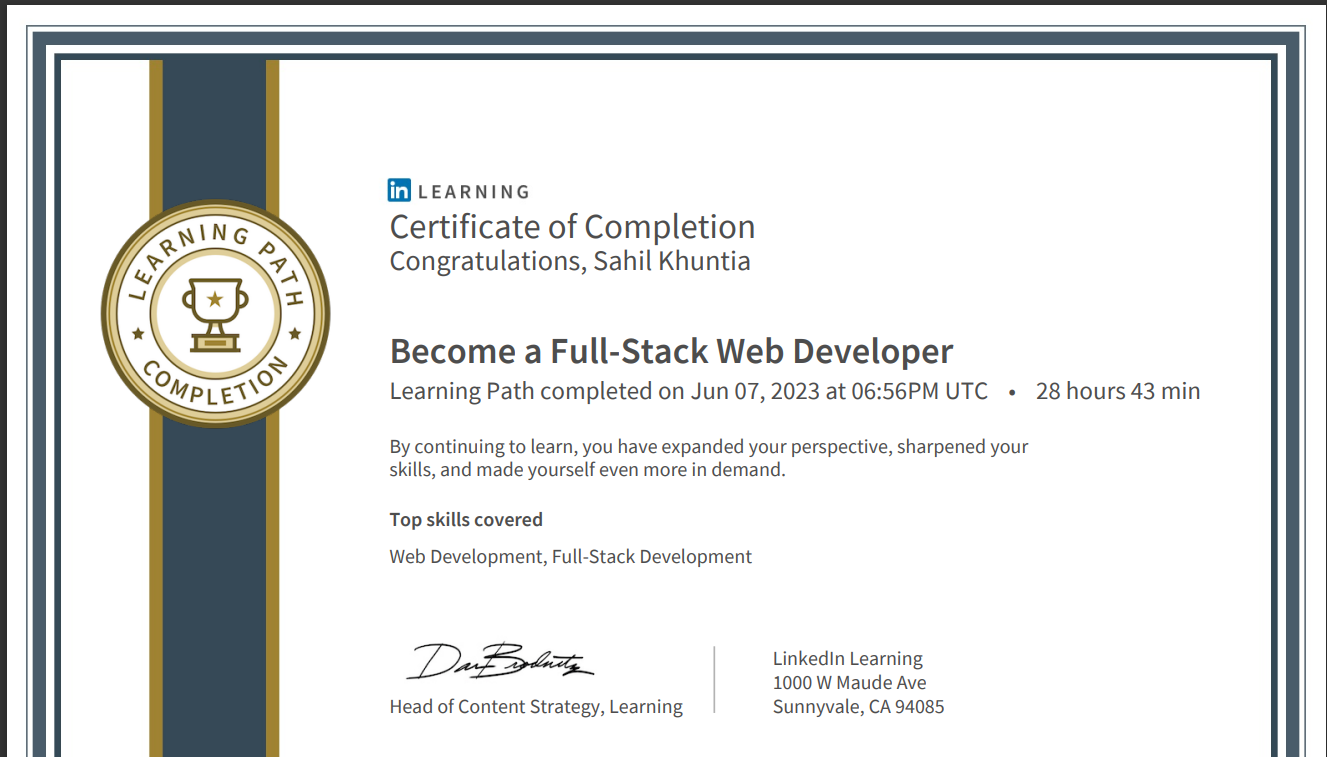 LEARNING PATH
COMPLETION
in LEARNING
Certificate of Completion
Congratulations, Sahil Khuntia
Become a Full-Stack Web Developer
Learning Path completed on Jun 07, 2023 at 06:56PM UTC • 28 hours 43 min
By continuing to learn, you have expanded your perspective, sharpened your
skills, and made yourself even more in demand.
Top skills covered
Web Development, Full-Stack Development
Head of Content Strategy, Learning
LinkedIn Learning
1000 W Maude Ave
Sunnyvale, CA 94085